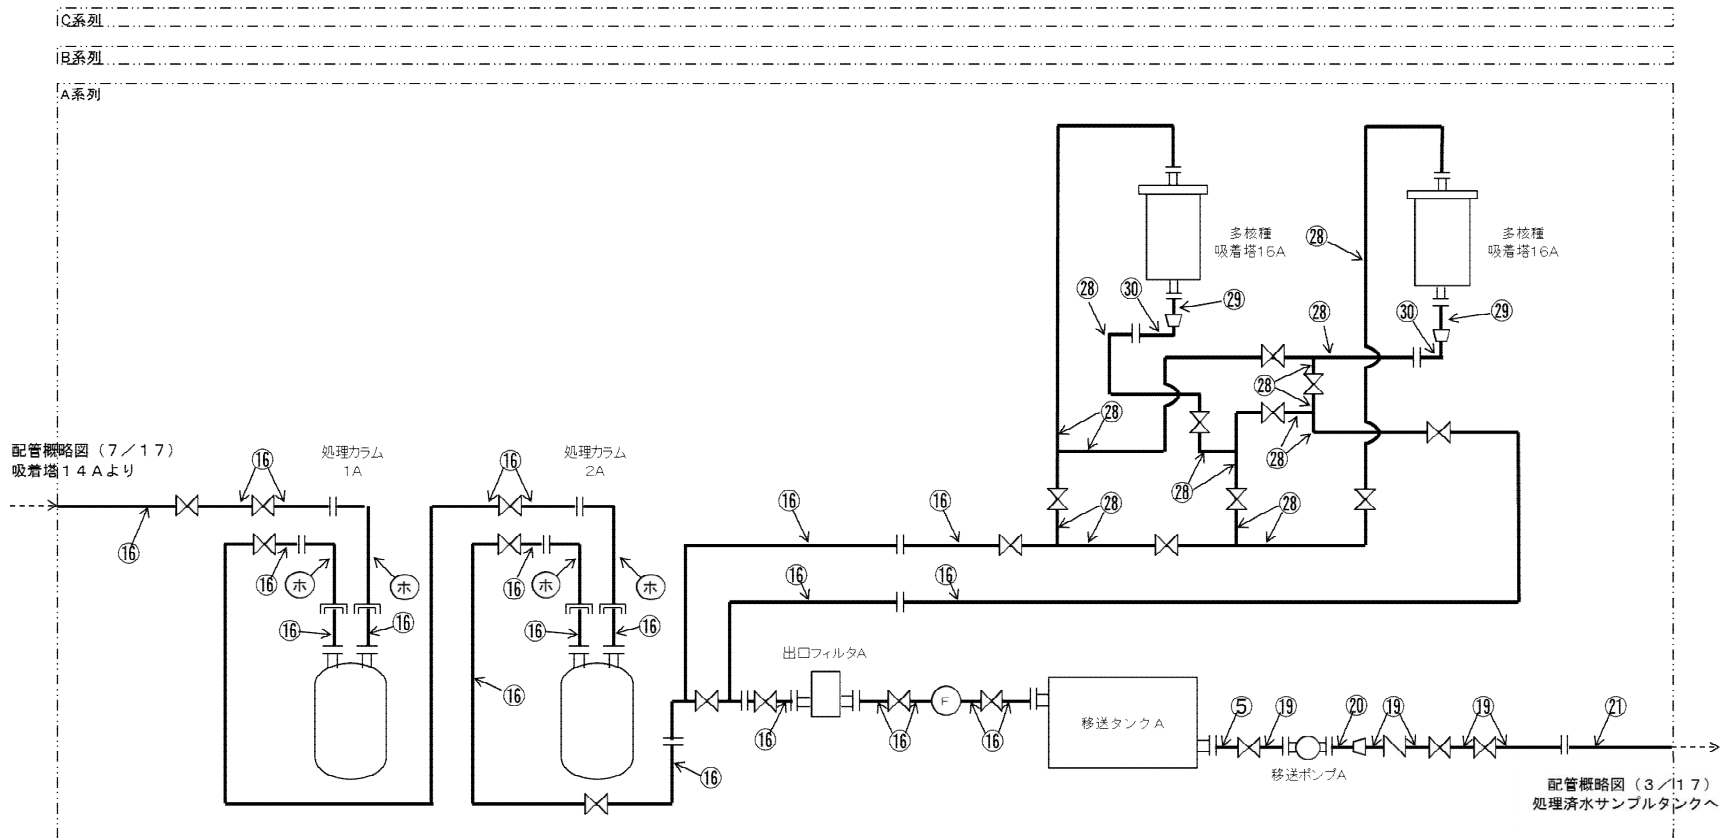 C系列
B系列
A系列
多核種
吸着塔15A
多核種
吸着塔16A
㉘
㉘
㉚
㉙
㉘
㉚
㉙
㉘
㉘
㉘
㉘
㉘
㉘
㉘
配管概略図（7／17）
吸着塔14Aより
処理カラム
1A
処理カラム
2A
⑯
⑯
⑯
⑯
⑯
⑯
⑯
⑯
⑯
⑯
ホ
ホ
ホ
ホ
⑯
⑯
⑯
⑯
⑯
⑯
出口フィルタA
F
移送タンクA
⑯
⑯
⑯
⑯
⑤
⑲
⑳
⑲
⑲
㉑
移送ポンプA
配管概略図（3／17）
処理済水サンプルタンクへ